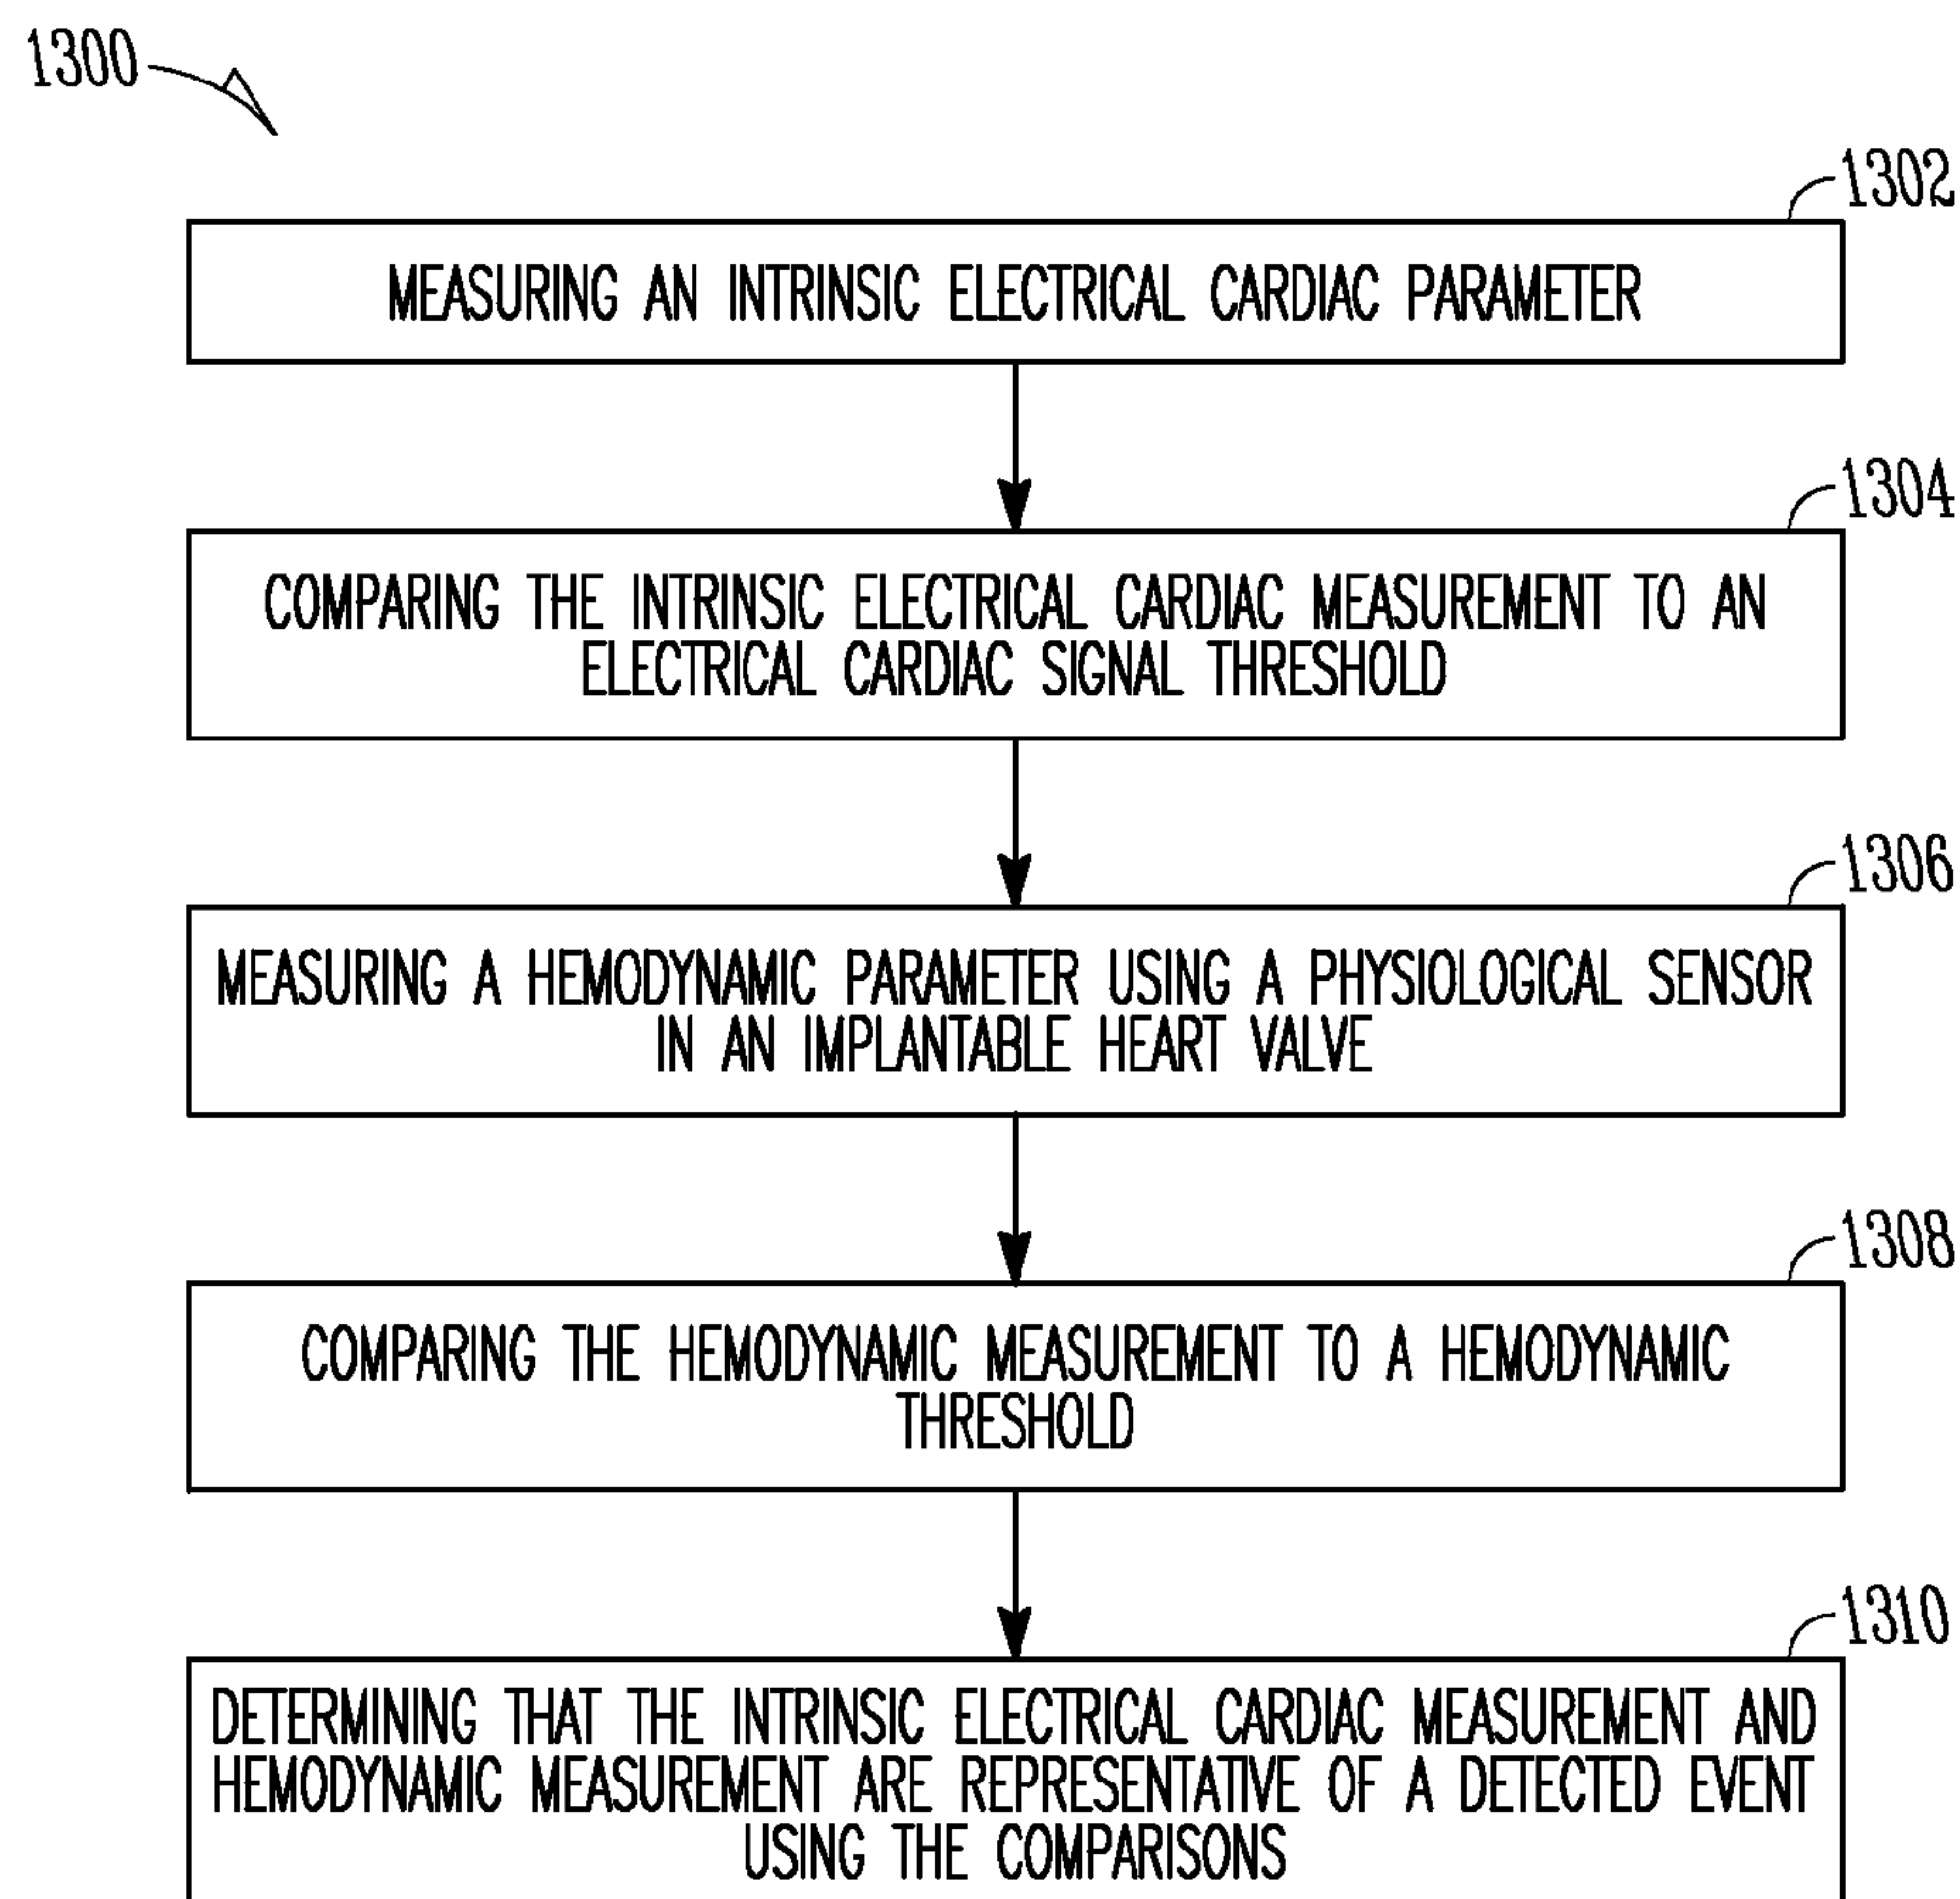 1300
1302
MEASURING AN INTRINSIC ELECTRICAL CARDIAC PARAMETER
1304
COMPARING THE INTRINSIC ELECTRICAL CARDIAC MEASUREMENT TO AN
ELECTRICAL CARDIAC SIGNAL THRESHOLD
1306
MEASURING A HEMODYNAMIC PARAMETER USING A PHYSIOLOGICAL SENSOR
IN AN IMPLANTABLE HEART VALVE
1308
COMPARING THE HEMODYNAMIC MEASUREMENT TO A HEMODYNAMIC
THRESHOLD
1310
DETERMINING THAT THE INTRINSIC ELECTRICAL CARDIAC MEASUREMENT AND
HEMODYNAMIC MEASUREMENT ARE REPRESENTATIVE OF A DETECTED EVENT
USING THE COMPARISONS